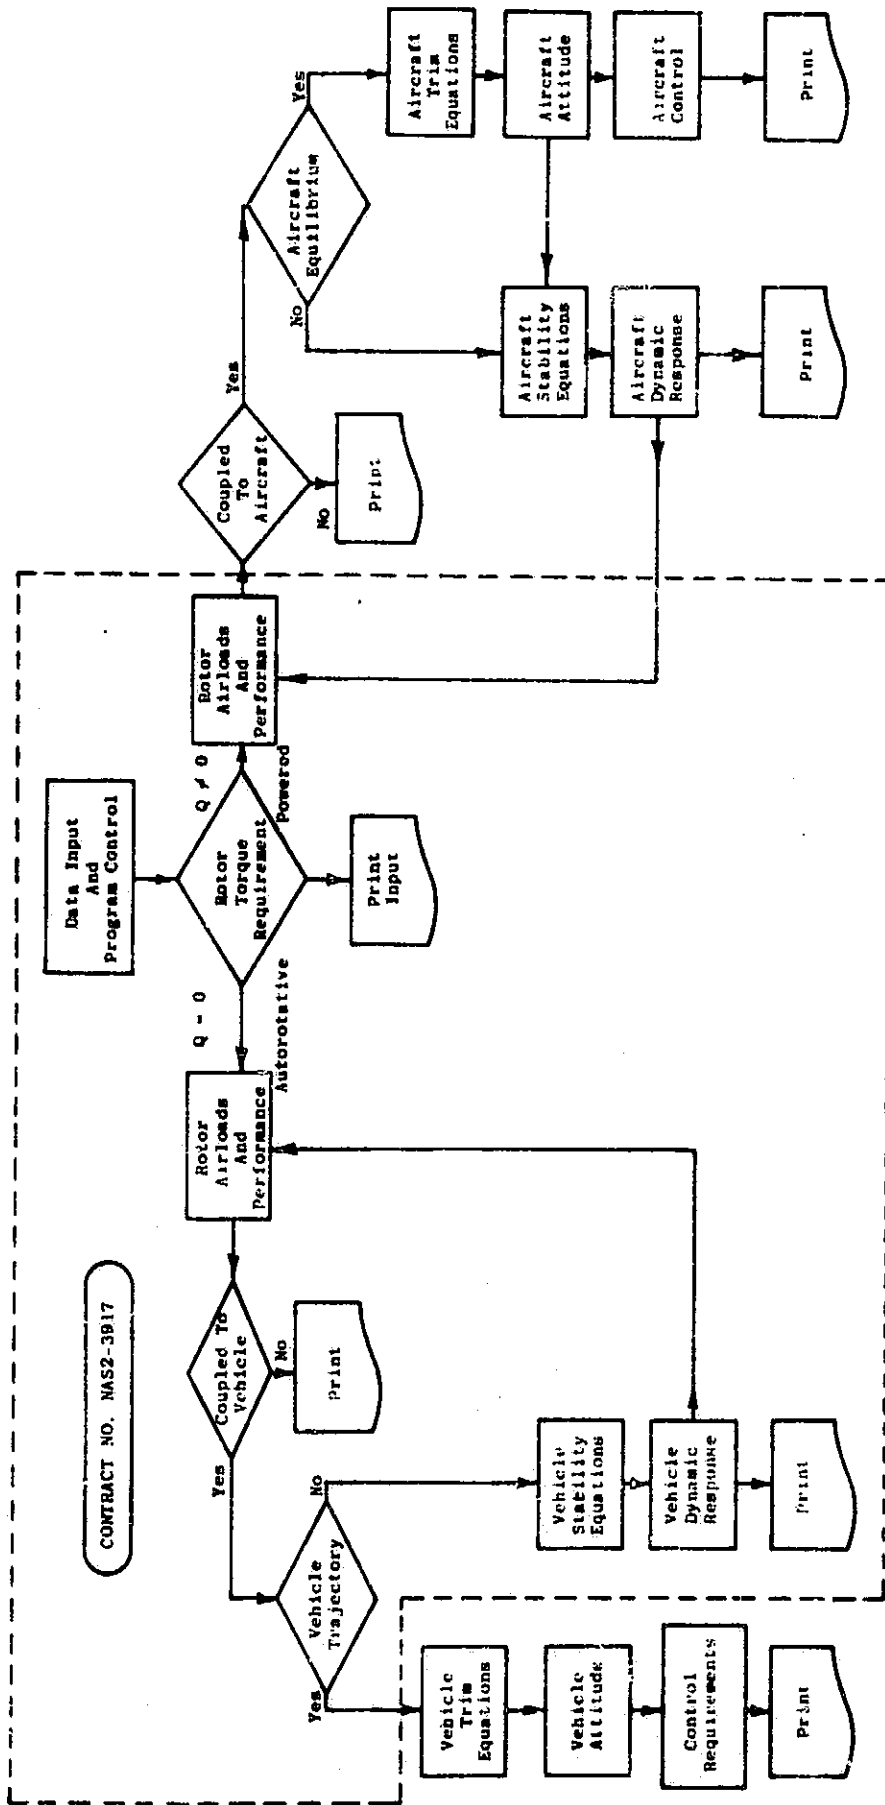 CONTRACT NO. NAS2-3917
Data Input
And
Program Control
Rotor
Torque
Requirement
Q - 0
Autorotative
Q ≠ 0
Powered
Print
Input
Rotor
Airloads
And
Performance
Coupled To
Vehicle
Yes
No
Print
Vehicle
Trajectory
Yes
No
Vehicle
Trim
Equations
Vehicle
Attitude
Control
Requirements
Print
Vehicle
Stability
Equations
Vehicle
Dynamic
Response
Print
Rotor
Airloads
And
Performance
Coupled
To
Aircraft
Yes
No
Print
Aircraft
Equilibrium
No
Yes
Aircraft
Stability
Equations
Aircraft
Dynamic
Response
Print
Aircraft
Trim
Equations
Aircraft
Attitude
Aircraft
Control
Print